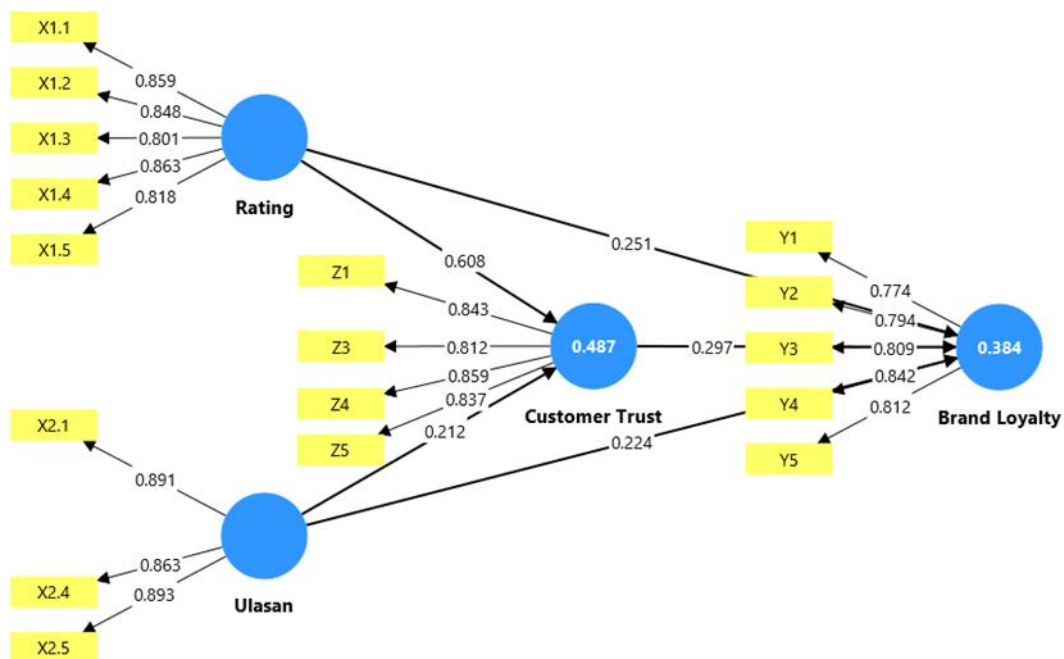 X1.1
0.859
X1.2
0.848
X1.3
0.801
X1.4
0.863
X1.5
0.818
Rating
0.251
0.608
Z1
0.843
Z3
0.812
Z4
0.859
Z5
0.837
0.212
0.487
Customer Trust
0.297
0.224
Y1
0.774
Y2
0.794
Y3
0.809
Y4
0.842
Y5
0.812
0.384
Brand Loyalty
X2.1
0.891
X2.4
0.863
X2.5
0.893
Ulasan